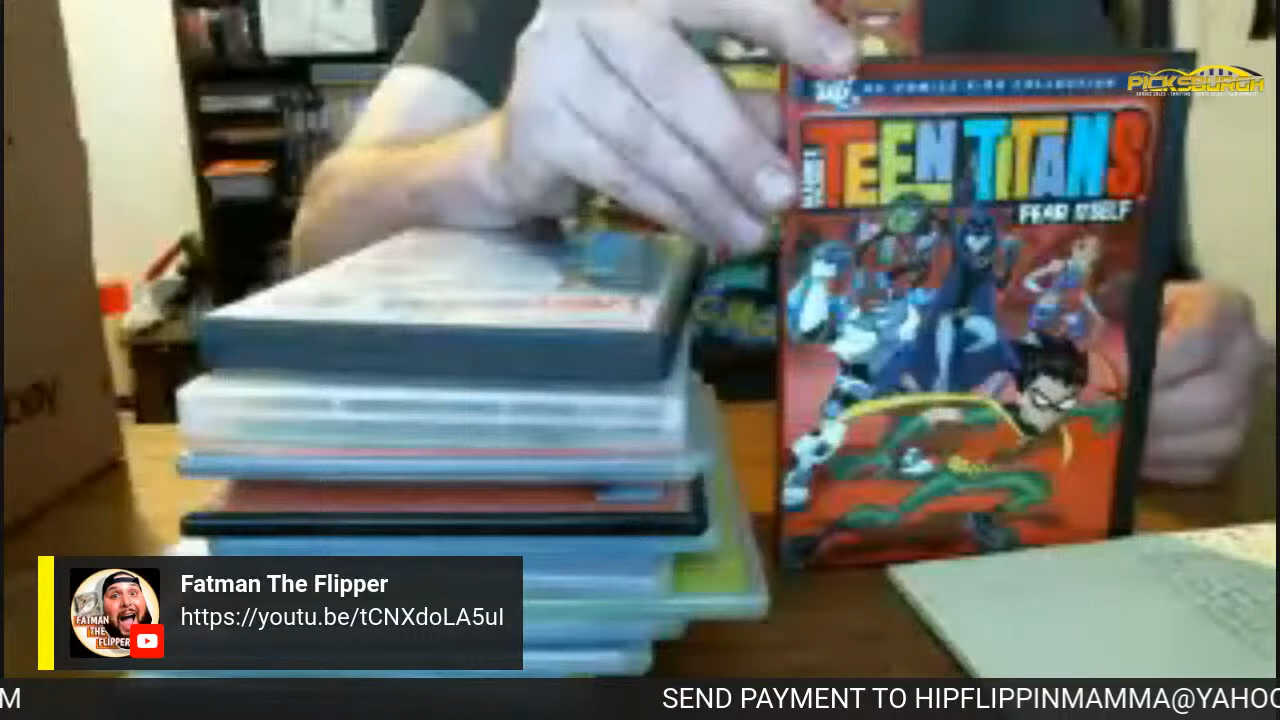 PICKSBURGH
DC COMICS KIDS COLLECTION
TEEN TITANS
FEAR ITSELF
Fatman The Flipper
https://youtu.be/tCNXdoLA5uI
FATMAN
THE
FLIPPER
M
SEND PAYMENT TO HIPFLIPPINMAMMA@YAHOO